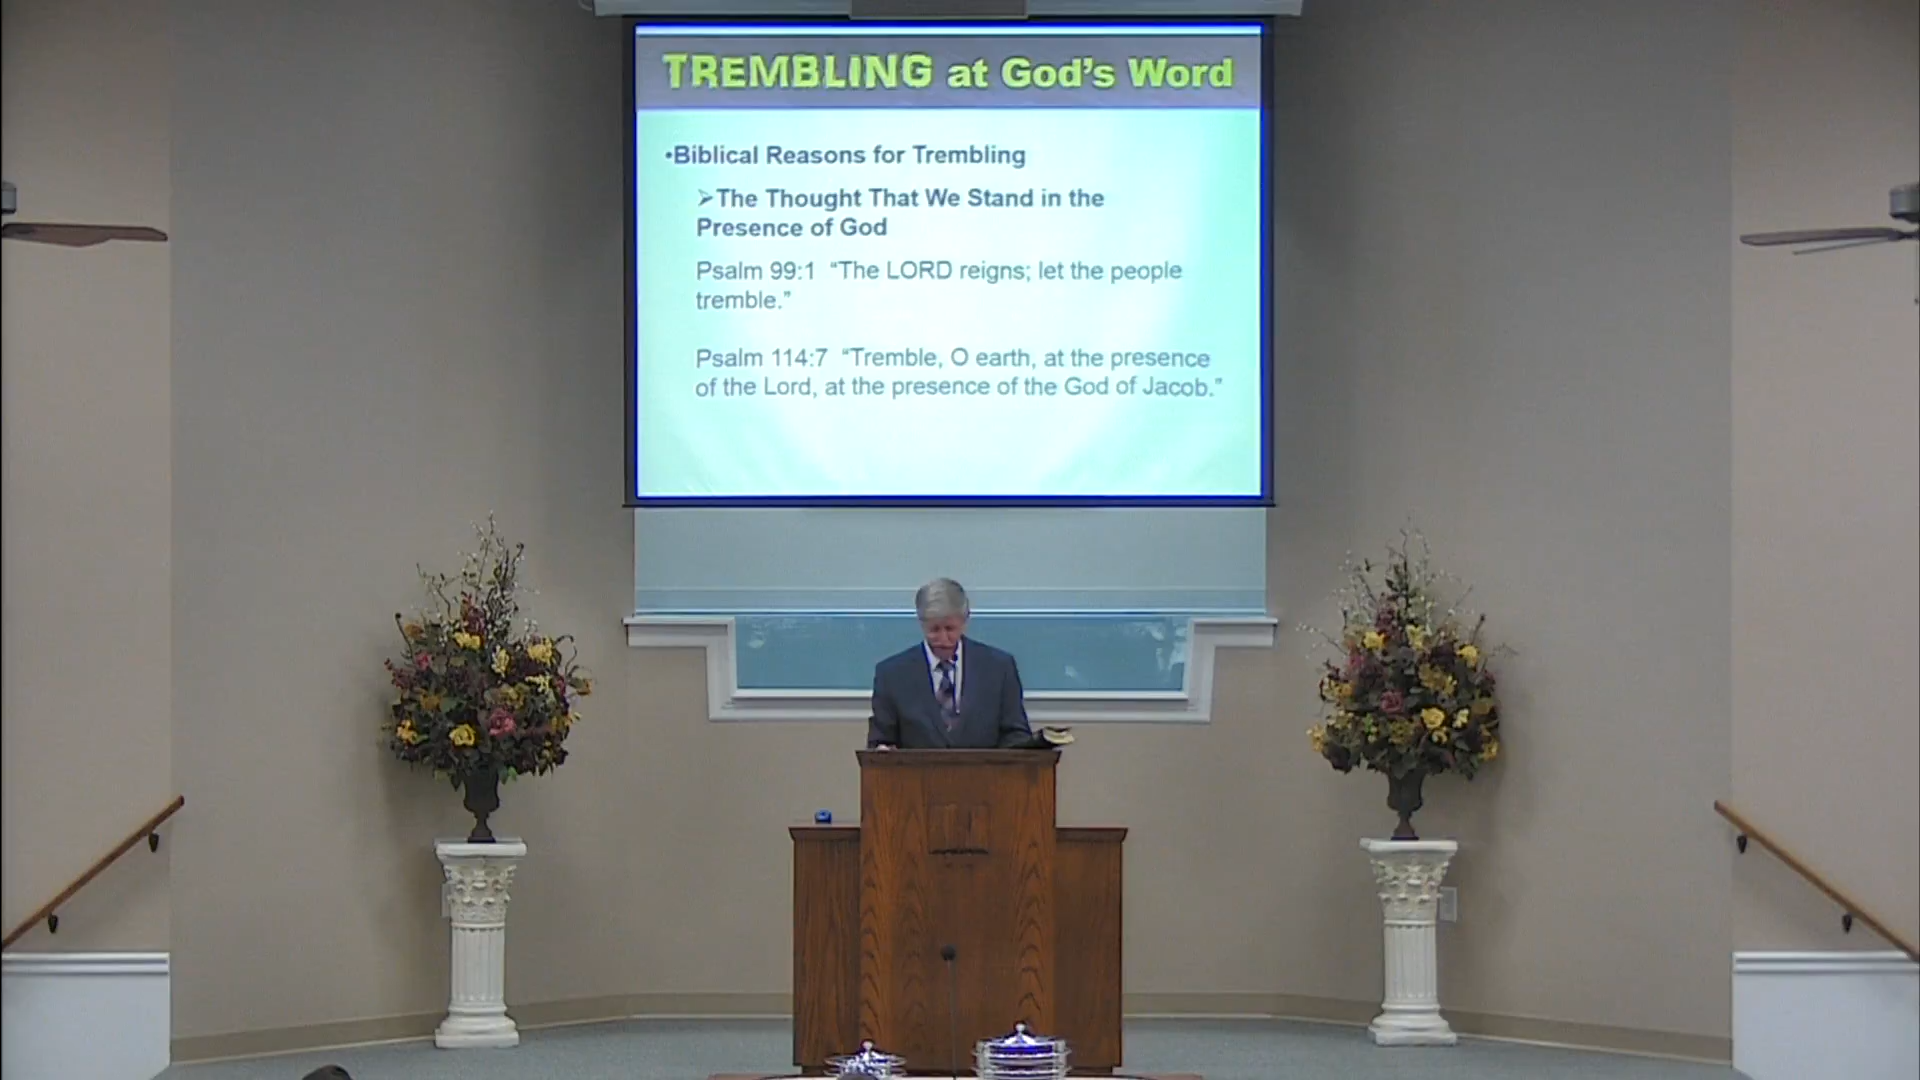 TREMBLING at God's Word
•Biblical Reasons for Trembling
➢The Thought That We Stand in the
Presence of God
Psalm 99:1 “The LORD reigns; let the people
tremble.”
Psalm 114:7 “Tremble, O earth, at the presence
of the Lord, at the presence of the God of Jacob.”